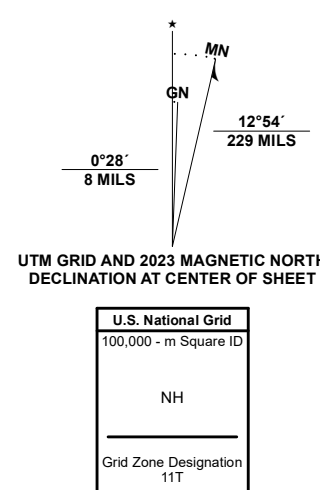 ★
MN
GN
12°54´
229 MILS
0°28´
8 MILS
UTM GRID AND 2023 MAGNETIC NORTH
DECLINATION AT CENTER OF SHEET
U.S. National Grid
100,000 - m Square ID
NH
Grid Zone Designation
11T